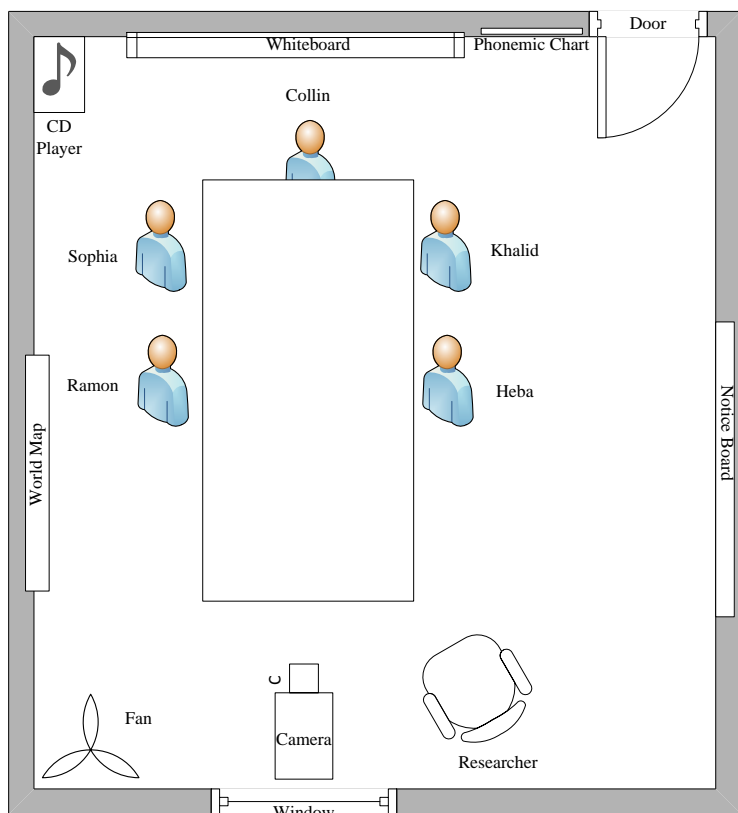 Door
Whiteboard
Phonemic Chart
Collin
CD
Player
Sophia
Khalid
Ramon
Heba
World Map
Notice Board
C
Fan
Camera
Researcher
Window